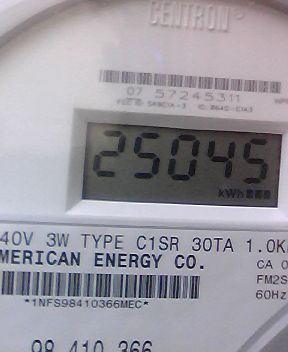 CENTRON
07 57245311
25045
kWh
40V 3W TYPE C1SR 30TA 1.0K
MERICAN ENERGY CO.
CA 0
FM2S
60Hz
*1NFS98410366MEC*
98 410 366